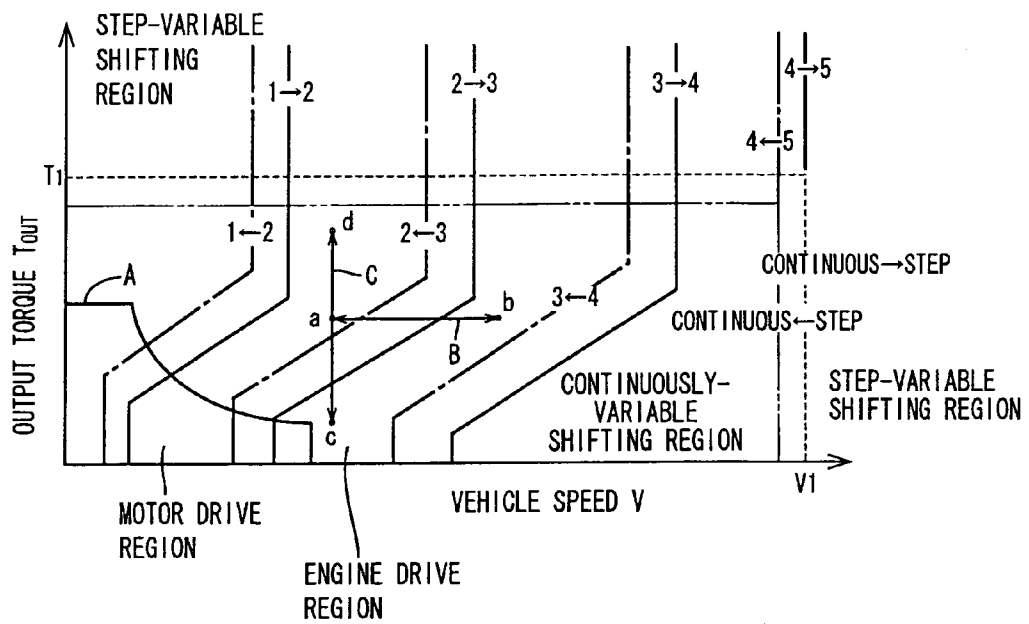 STEP-VARIABLE
SHIFTING
REGION
1→2
2→3
3→4
4→5
4←5
T1
1←2
d
2←3
C
CONTINUOUS→STEP
A
3←4
a
b
CONTINUOUS←STEP
B
OUTPUT TORQUE TOUT
CONTINUOUSLY-
VARIABLE
SHIFTING REGION
STEP-VARIABLE
SHIFTING REGION
c
V1
VEHICLE SPEED V
MOTOR DRIVE
REGION
ENGINE DRIVE
REGION